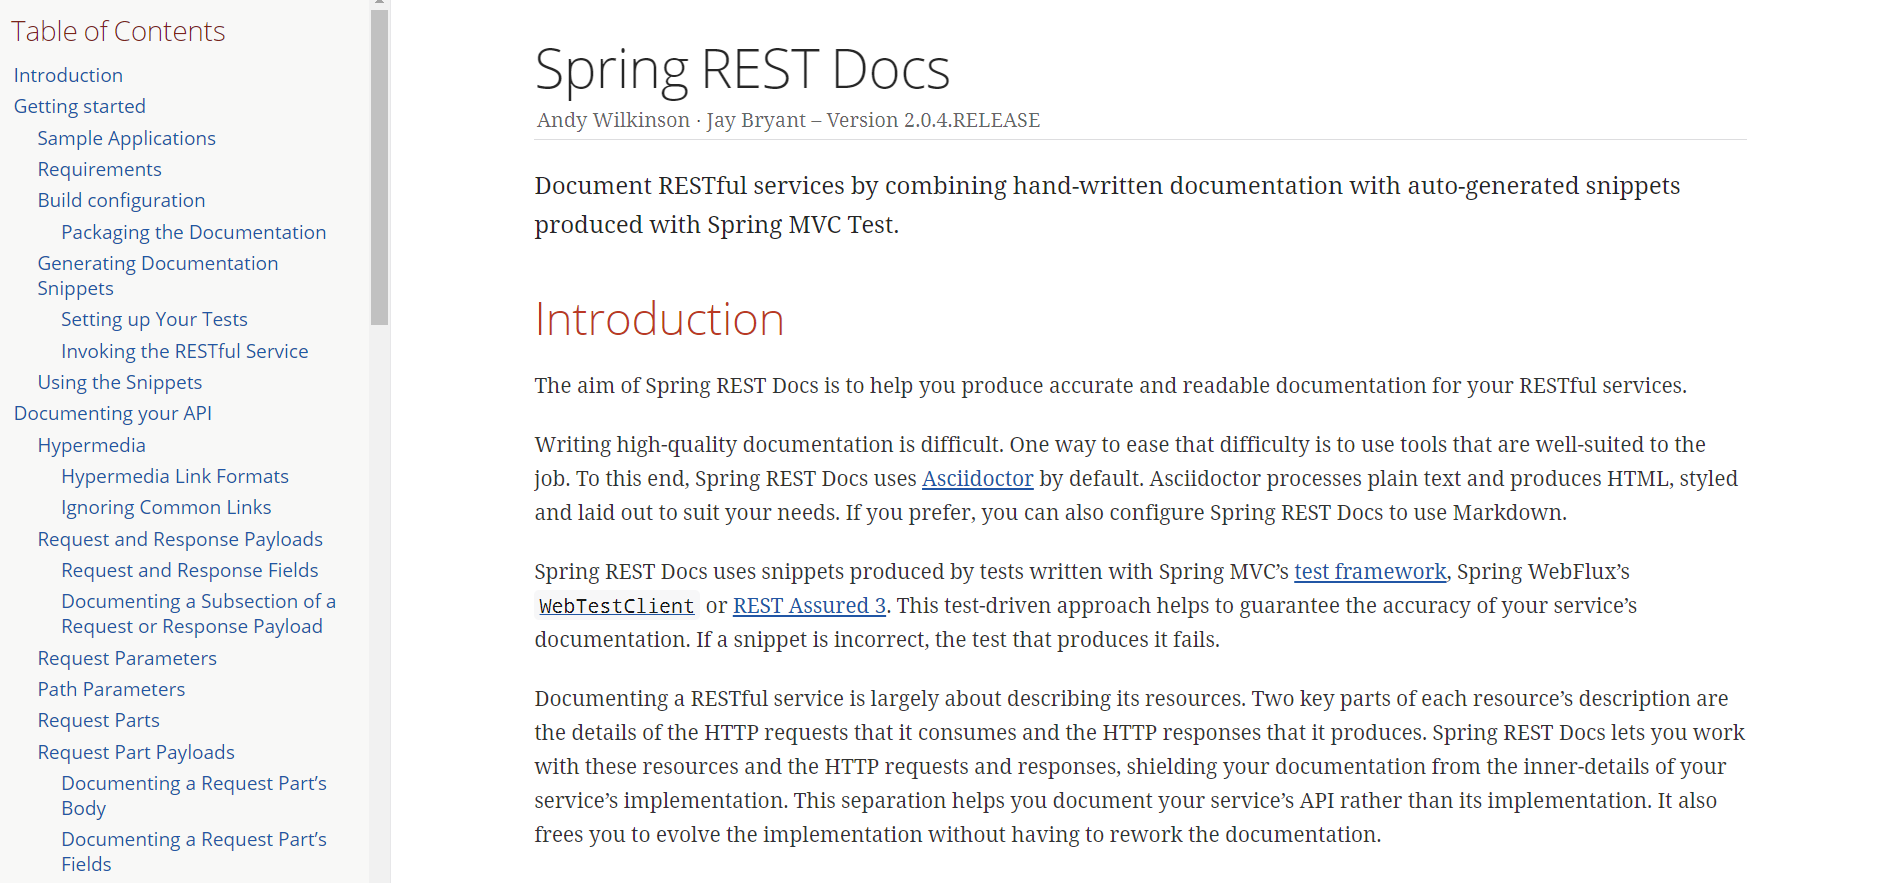 Table of Contents
Introduction
Getting started
Sample Applications
Requirements
Build configuration
Packaging the Documentation
Generating Documentation
Snippets
Setting up Your Tests
Invoking the RESTful Service
Using the Snippets
Documenting your API
Hypermedia
Hypermedia Link Formats
Ignoring Common Links
Request and Response Payloads
Request and Response Fields
Documenting a Subsection of a
Request or Response Payload
Request Parameters
Path Parameters
Request Parts
Request Part Payloads
Documenting a Request Part’s
Body
Documenting a Request Part’s
Fields
Spring REST Docs
Andy Wilkinson · Jay Bryant – Version 2.0.4.RELEASE
Document RESTful services by combining hand-written documentation with auto-generated snippets
produced with Spring MVC Test.
Introduction
The aim of Spring REST Docs is to help you produce accurate and readable documentation for your RESTful services.
Writing high-quality documentation is difficult. One way to ease that difficulty is to use tools that are well-suited to the
job. To this end, Spring REST Docs uses Asciidoctor by default. Asciidoctor processes plain text and produces HTML, styled
and laid out to suit your needs. If you prefer, you can also configure Spring REST Docs to use Markdown.
Spring REST Docs uses snippets produced by tests written with Spring MVC’s test framework, Spring WebFlux’s
WebTestClient or REST Assured 3. This test-driven approach helps to guarantee the accuracy of your service’s
documentation. If a snippet is incorrect, the test that produces it fails.
Documenting a RESTful service is largely about describing its resources. Two key parts of each resource’s description are
the details of the HTTP requests that it consumes and the HTTP responses that it produces. Spring REST Docs lets you work
with these resources and the HTTP requests and responses, shielding your documentation from the inner-details of your
service’s implementation. This separation helps you document your service’s API rather than its implementation. It also
frees you to evolve the implementation without having to rework the documentation.